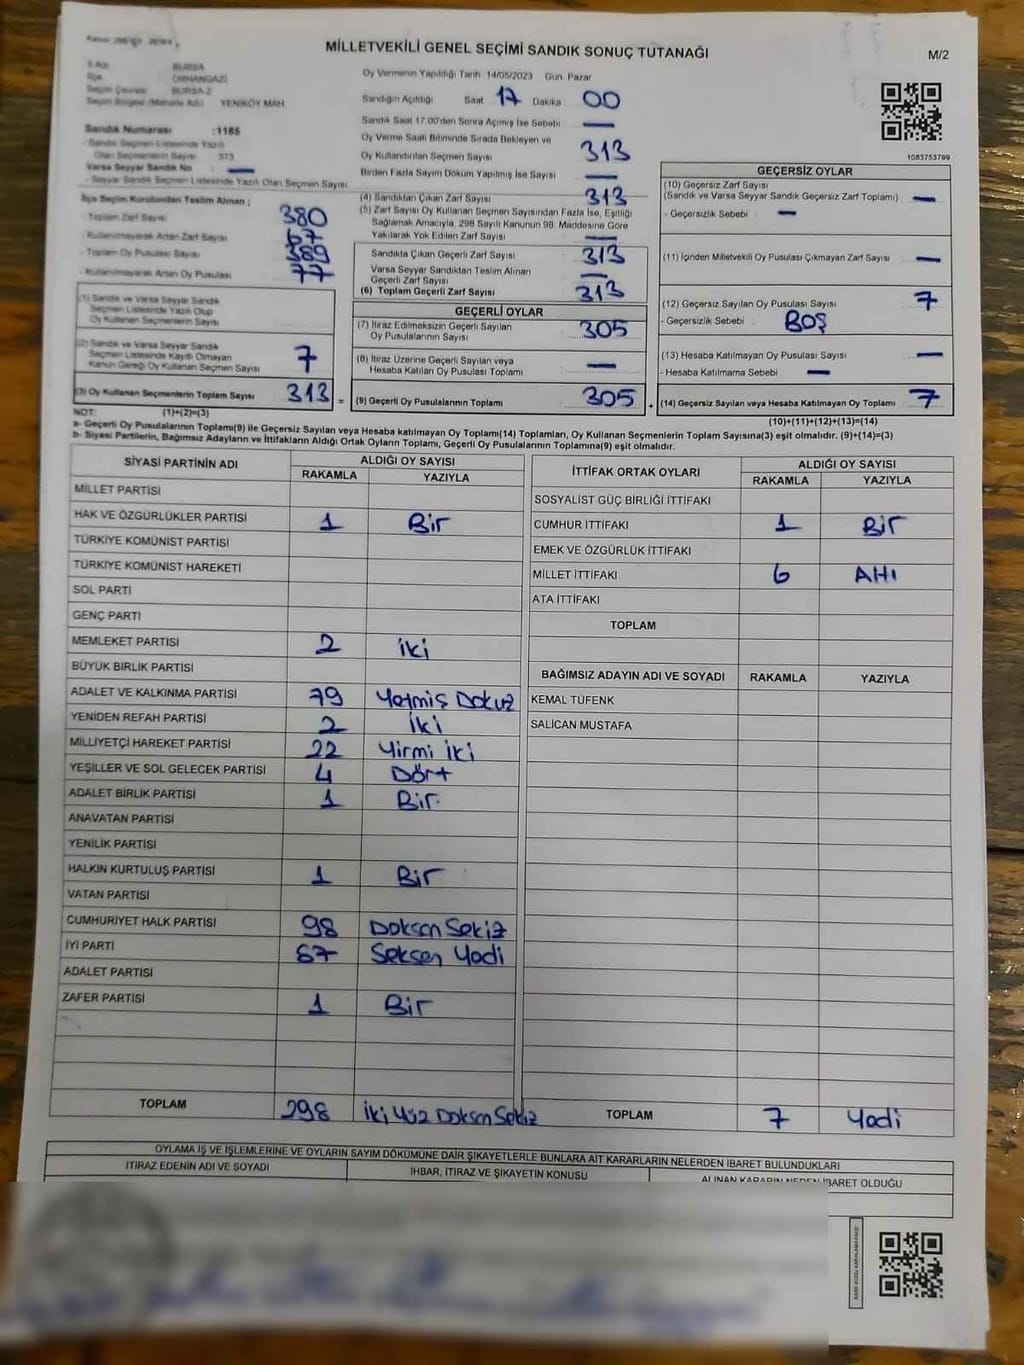 MİLLETVEKİLİ GENEL SEÇİMİ SANDIK SONUÇ TUTANAĞI
M/2
İli Adı BURSA
İlçe ORHANGAZİ
Seçim Çevresi BURSA-2
Seçim Bölgesi (Mahalle Adı) YENİKÖY MAH.
Sandık Numarası :1185
Sandık Seçmen Listesinde Yazılı
Olan Seçmenlerin Sayısı 373
Varsa Seyyar Sandık No : —
- Seyyar Sandık Seçmen Listesinde Yazılı Olan Seçmen Sayısı
İlçe Seçim Kurulundan Teslim Alınan ;
- Toplam Zarf Sayısı 380
- Kullanılmayarak Artan Zarf Sayısı 67
- Toplam Oy Pusulası Sayısı 389
- Kullanılmayarak Artan Oy Pusulası 77
(1) Sandık ve Varsa Seyyar Sandık
Seçmen Listesinde Yazılı Olup
Oy Kullanan Seçmenlerin Sayısı
(2) Sandık ve Varsa Seyyar Sandık
Seçmen Listesinde Kayıtlı Olmayan
Kanun Gereği Oy Kullanan Seçmen Sayısı 7
(3) Oy Kullanan Seçmenlerin Toplam Sayısı 313 =
(1)+(2)=(3)
Oy Vermenin Yapıldığı Tarih 14/05/2023 Gün Pazar
Sandığın Açıldığı Saat 17 Dakika 00
Sandık Saat 17.00'den Sonra Açılmış İse Sebebi —
Oy Verme Saati Bitiminde Sırada Bekleyen ve
Oy Kullandırılan Seçmen Sayısı 313
Birden Fazla Sayım Döküm Yapılmış İse Sayısı —
(4) Sandıktan Çıkan Zarf Sayısı 313
(5) Zarf Sayısı Oy Kullanan Seçmen Sayısından Fazla İse, Eşitliği
Sağlamak Amacıyla, 298 Sayılı Kanunun 98. Maddesine Göre
Yakılarak Yok Edilen Zarf Sayısı —
Sandıkta Çıkan Geçerli Zarf Sayısı 313
Varsa Seyyar Sandıktan Teslim Alınan
Geçerli Zarf Sayısı —
(6) Toplam Geçerli Zarf Sayısı 313
GEÇERLİ OYLAR
(7) İtiraz Edilmeksizin Geçerli Sayılan
Oy Pusulalarının Sayısı 305
(8) İtiraz Üzerine Geçerli Sayılan veya
Hesaba Katılan Oy Pusulası Toplamı : —
(9) Geçerli Oy Pusulalarının Toplamı 305 +
1083753799
GEÇERSİZ OYLAR
(10) Geçersiz Zarf Sayısı
(Sandık ve Varsa Seyyar Sandık Geçersiz Zarf Toplamı) —
- Geçersizlik Sebebi : —
(11) İçinden Milletvekili Oy Pusulası Çıkmayan Zarf Sayısı —
(12) Geçersiz Sayılan Oy Pusulası Sayısı 7
- Geçersizlik Sebebi : BOŞ
(13) Hesaba Katılmayan Oy Pusulası Sayısı —
- Hesaba Katılmama Sebebi : —
(14) Geçersiz Sayılan veya Hesaba Katılmayan Oy Toplamı 7
(10)+(11)+(12)+(13)=(14)
NOT:
a- Geçerli Oy Pusulalarının Toplamı(9) ile Geçersiz Sayılan veya Hesaba katılmayan Oy Toplamı(14) Toplamları, Oy Kullanan Seçmenlerin Toplam Sayısına(3) eşit olmalıdır. (9)+(14)=(3)
b- Siyasi Partilerin, Bağımsız Adayların ve İttifakların Aldığı Ortak Oyların Toplamı, Geçerli Oy Pusulalarının Toplamına(9) eşit olmalıdır.
SİYASİ PARTİNİN ADI ALDIĞI OY SAYISI
RAKAMLA YAZIYLA
MİLLET PARTİSİ
HAK VE ÖZGÜRLÜKLER PARTİSİ 1 Bir
TÜRKİYE KOMÜNİST PARTİSİ
TÜRKİYE KOMÜNİST HAREKETİ
SOL PARTİ
GENÇ PARTİ
MEMLEKET PARTİSİ 2 iki
BÜYÜK BİRLİK PARTİSİ
ADALET VE KALKINMA PARTİSİ 79 Yetmiş Dokuz
YENİDEN REFAH PARTİSİ 2 iki
MİLLİYETÇİ HAREKET PARTİSİ 22 Yirmi iki
YEŞİLLER VE SOL GELECEK PARTİSİ 4 Dört
ADALET BİRLİK PARTİSİ 1 Bir
ANAVATAN PARTİSİ
YENİLİK PARTİSİ
HALKIN KURTULUŞ PARTİSİ 1 Bir
VATAN PARTİSİ
CUMHURİYET HALK PARTİSİ 98 Doksan Sekiz
İYİ PARTİ 87 Seksen Yedi
ADALET PARTİSİ
ZAFER PARTİSİ 1 Bir
TOPLAM 298 iki Yüz Doksan Sekiz
İTTİFAK ORTAK OYLARI ALDIĞI OY SAYISI
RAKAMLA YAZIYLA
SOSYALİST GÜÇ BİRLİĞİ İTTİFAKI
CUMHUR İTTİFAKI 1 Bir
EMEK VE ÖZGÜRLÜK İTTİFAKI
MİLLET İTTİFAKI 6 AHı
ATA İTTİFAKI
TOPLAM
BAĞIMSIZ ADAYIN ADI VE SOYADI RAKAMLA YAZIYLA
KEMAL TÜFENK
SALİCAN MUSTAFA
TOPLAM 7 Yedi
OYLAMA İŞ VE İŞLEMLERİNE VE OYLARIN SAYIM DÖKÜMÜNE DAİR ŞİKAYETLERLE BUNLARA AİT KARARLARIN NELERDEN İBARET BULUNDUKLARI
İTİRAZ EDENİN ADI VE SOYADI İHBAR, İTİRAZ VE ŞİKAYETİN KONUSU ALINAN KARARIN NEDEN İBARET OLDUĞU